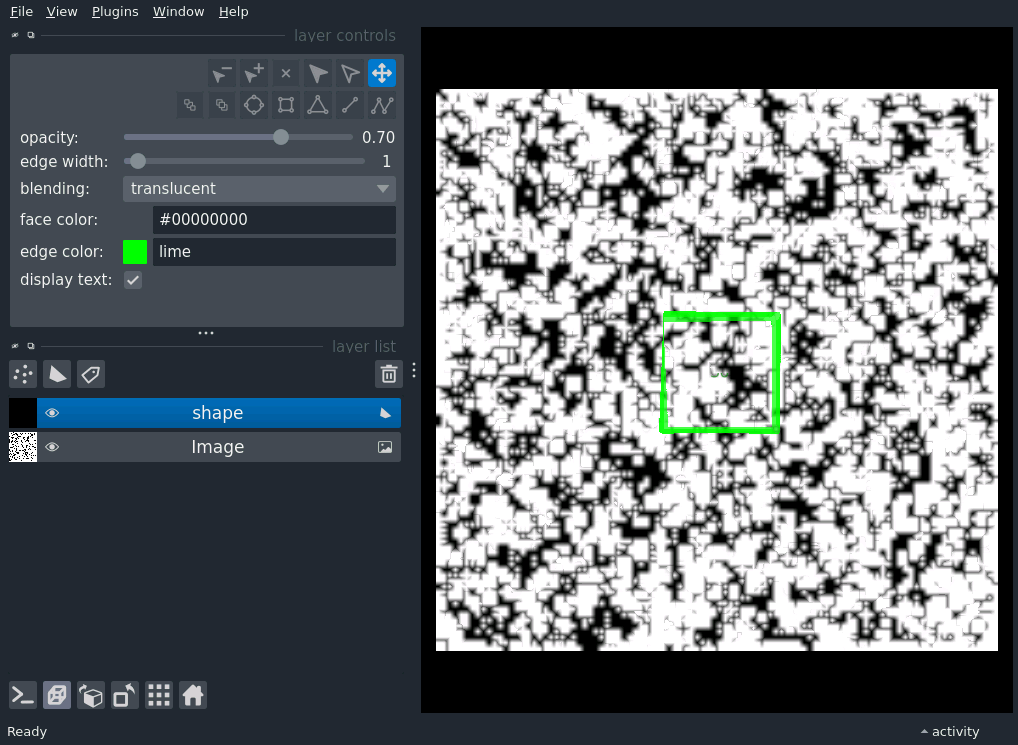 File View Plugins Window Help
layer controls
opacity: 0.70
edge width: 1
blending: translucent
face color: #00000000
edge color: lime
display text:
layer list
shape
Image
Ready activity